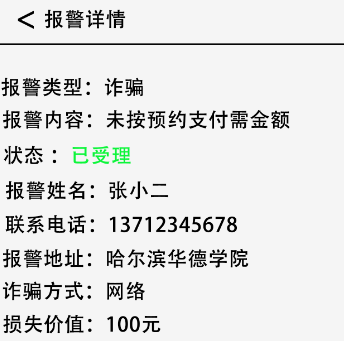 < 报警详情
报警类型：诈骗
报警内容：未按预约支付需金额
状态：已受理
报警姓名：张小二
联系电话：13712345678
报警地址：哈尔滨华德学院
诈骗方式：网络
损失价值：100元